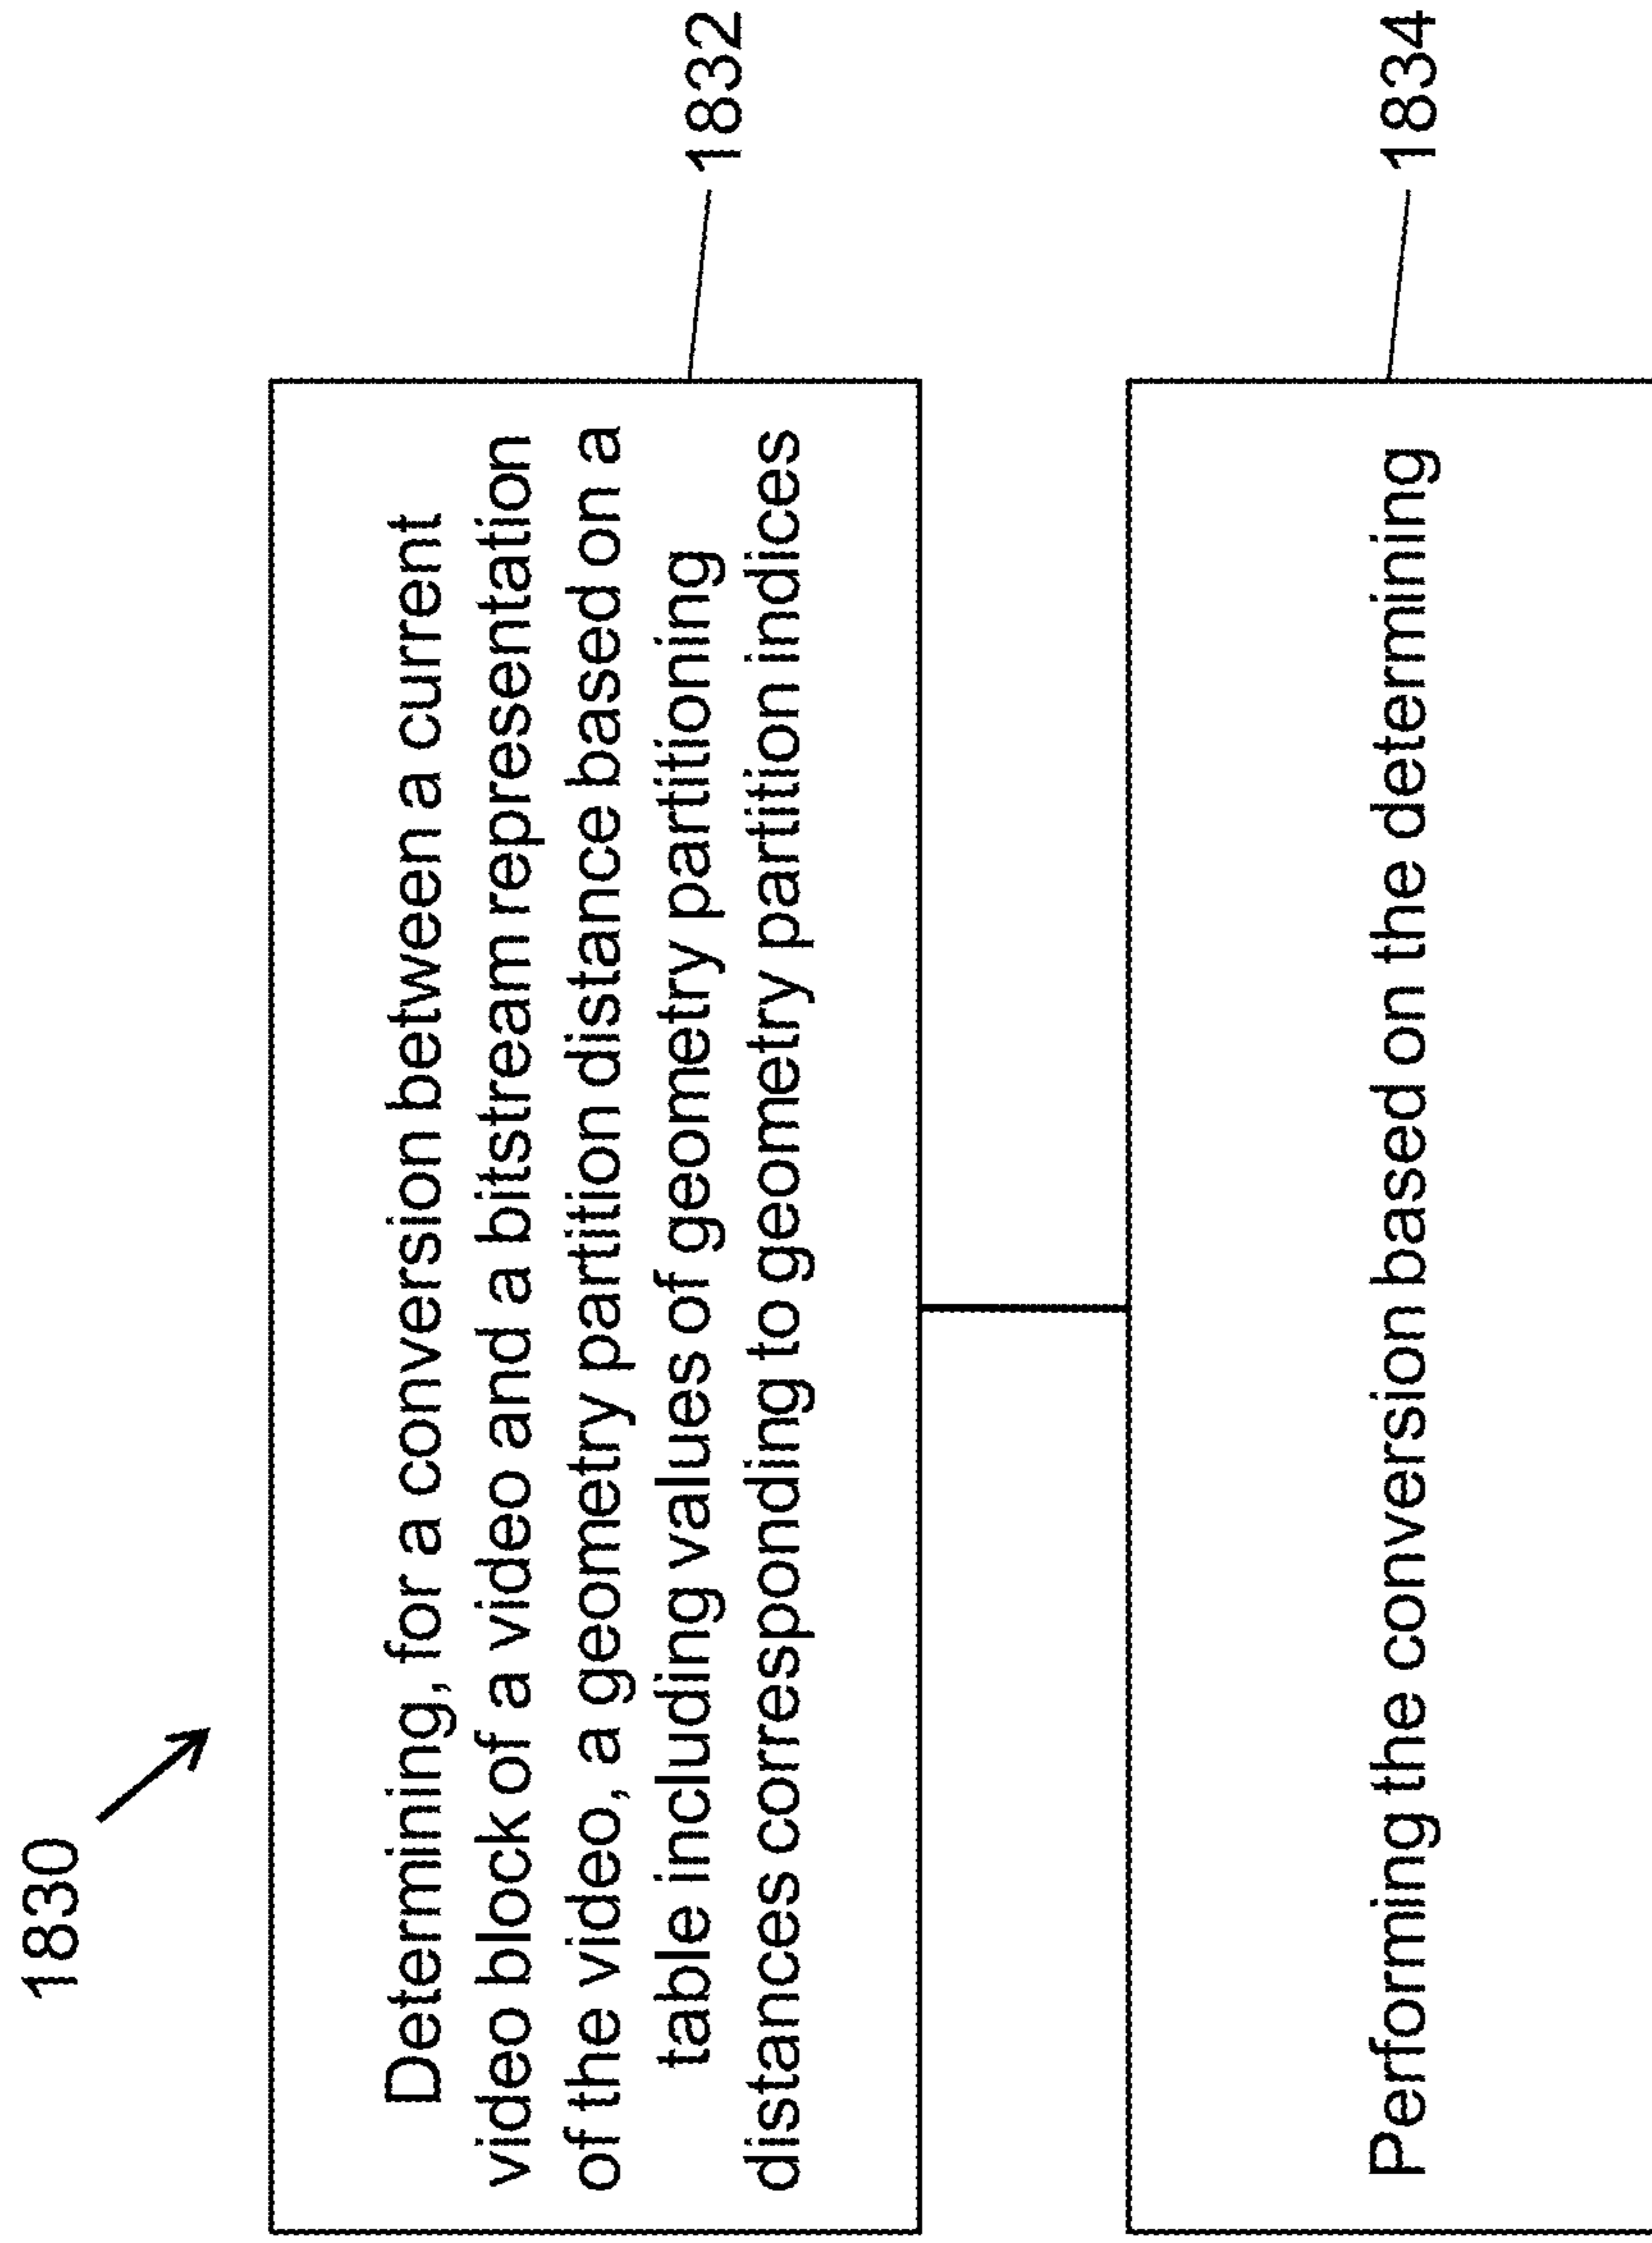 1830
Determining, for a conversion between a current
video block of a video and a bitstream representation
of the video, a geometry partition distance based on a
table including values of geometry partitioning
distances corresponding to geometry partition indices
1832
Performing the conversion based on the determining
1834